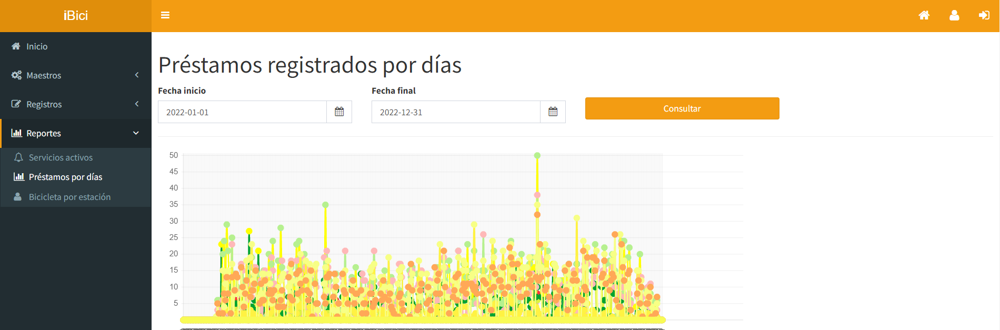 iBici
Inicio
Maestros
Registros
Reportes
Servicios activos
Préstamos por días
Bicicleta por estación
Préstamos registrados por días
Fecha inicio
Fecha final
2022-01-01
2022-12-31
Consultar
50
45
40
35
30
25
20
15
10
5